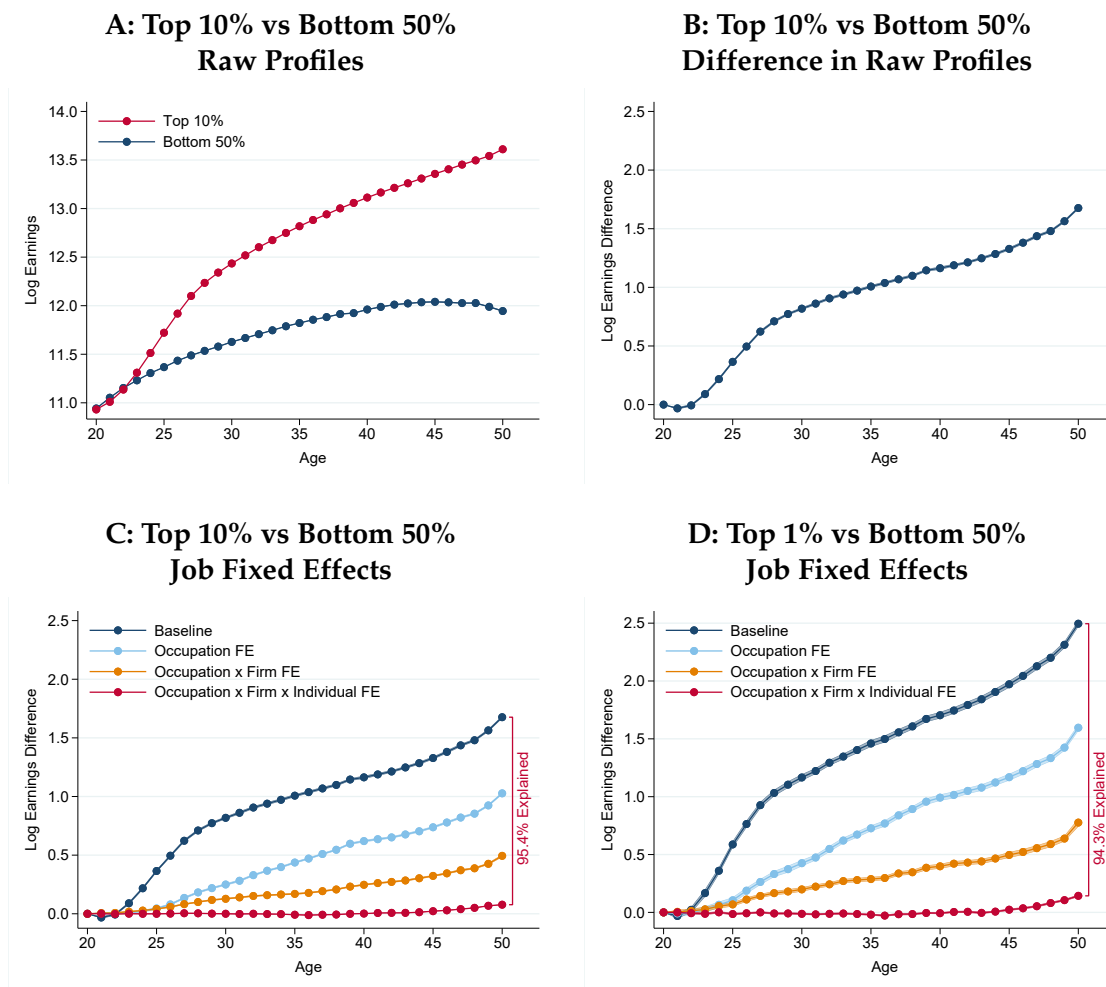 A: Top 10% vs Bottom 50%
Raw Profiles
14.0
13.5
13.0
12.5
12.0
11.5
11.0
Log Earnings
Top 10%
Bottom 50%
20 25 30 35 40 45 50
Age
B: Top 10% vs Bottom 50%
Difference in Raw Profiles
2.5
2.0
1.5
1.0
0.5
0.0
Log Earnings Difference
20 25 30 35 40 45 50
Age
C: Top 10% vs Bottom 50%
Job Fixed Effects
2.5
2.0
1.5
1.0
0.5
0.0
Log Earnings Difference
Baseline
Occupation FE
Occupation x Firm FE
Occupation x Firm x Individual FE
95.4% Explained
20 25 30 35 40 45 50
Age
D: Top 1% vs Bottom 50%
Job Fixed Effects
2.5
2.0
1.5
1.0
0.5
0.0
Log Earnings Difference
Baseline
Occupation FE
Occupation x Firm FE
Occupation x Firm x Individual FE
94.3% Explained
20 25 30 35 40 45 50
Age